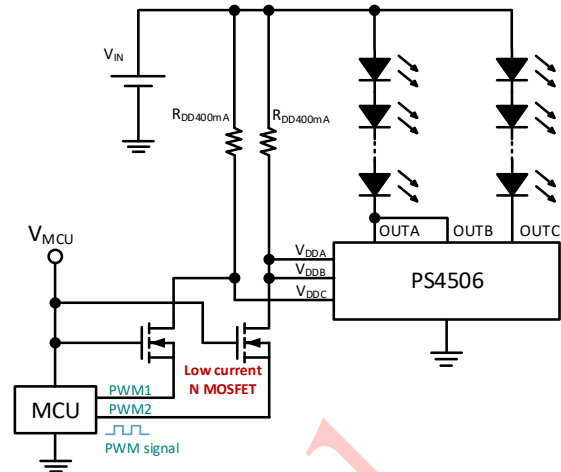 VIN
RDD400mA
RDD400mA
OUTA
OUTB
OUTC
VMCU
VDDA
VDDB
VDDC
PS4506
Low current
N MOSFET
MCU
PWM1
PWM2
PWM signal